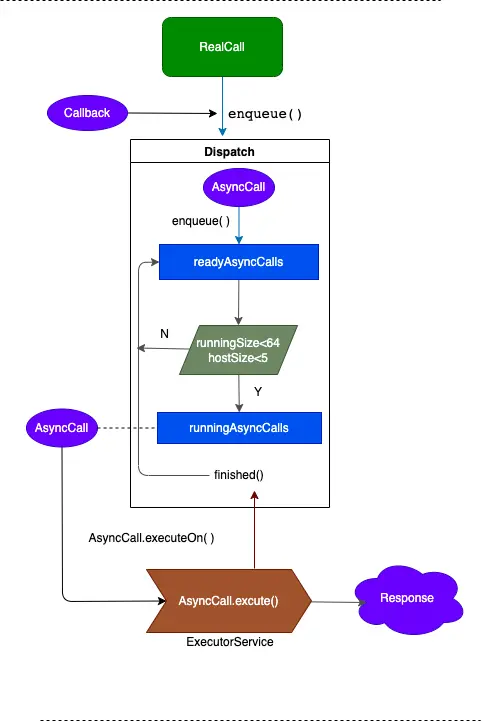 RealCall
Callback
enqueue()
Dispatch
AsyncCall
enqueue( )
readyAsyncCalls
N
runningSize<64
hostSize<5
Y
AsyncCall
runningAsyncCalls
finished()
AsyncCall.executeOn( )
AsyncCall.excute()
Response
ExecutorService